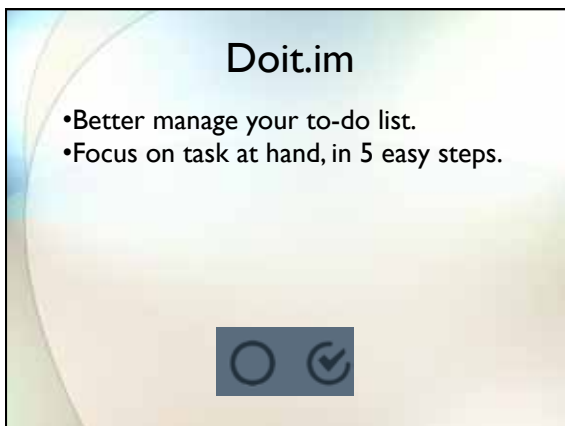 Doit.im
•Better manage your to-do list.
•Focus on task at hand, in 5 easy steps.